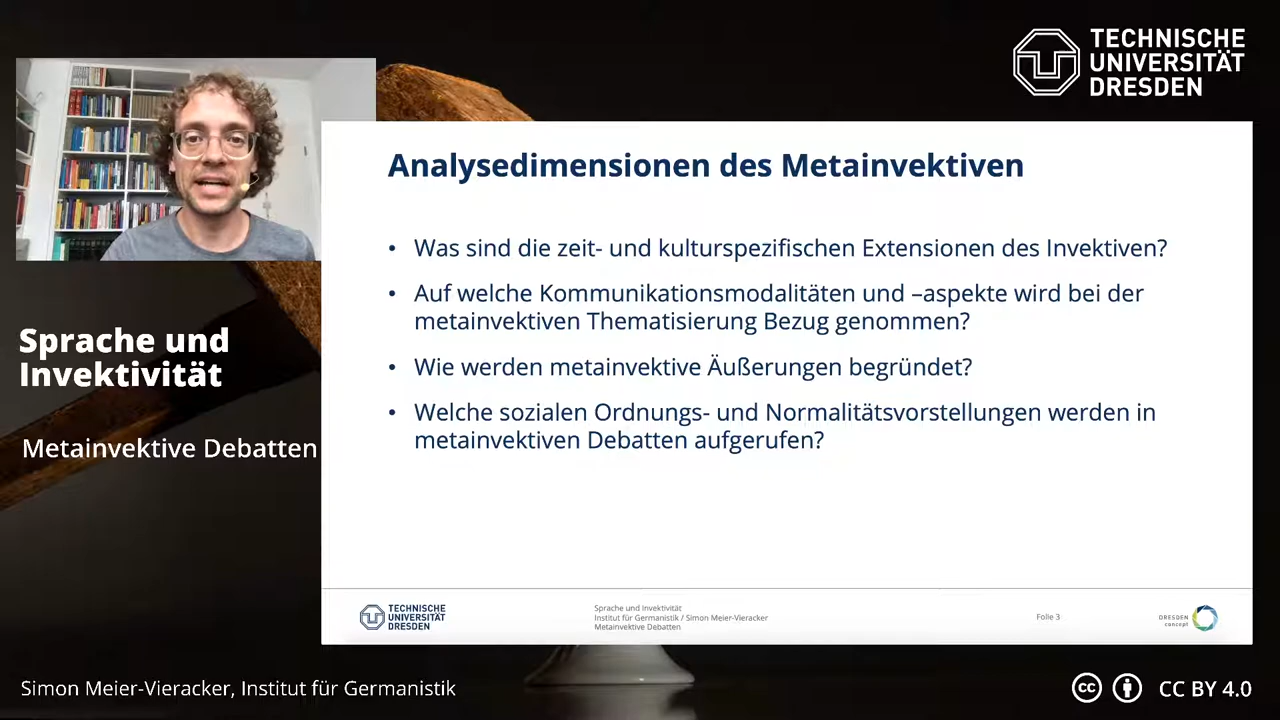 TECHNISCHE
UNIVERSITÄT
DRESDEN
Analysedimensionen des Metainvektiven
• Was sind die zeit- und kulturspezifischen Extensionen des Invektiven?
• Auf welche Kommunikationsmodalitäten und –aspekte wird bei der
metainvektiven Thematisierung Bezug genommen?
• Wie werden metainvektive Äußerungen begründet?
• Welche sozialen Ordnungs- und Normalitätsvorstellungen werden in
metainvektiven Debatten aufgerufen?
Sprache und
Invektivität
Metainvektive Debatten
TECHNISCHE
UNIVERSITÄT
DRESDEN
Sprache und Invektivität
Institut für Germanistik / Simon Meier-Vieracker
Metainvektive Debatten
Folie 3
DRESDEN
concept
Simon Meier-Vieracker, Institut für Germanistik
cc
CC BY 4.0